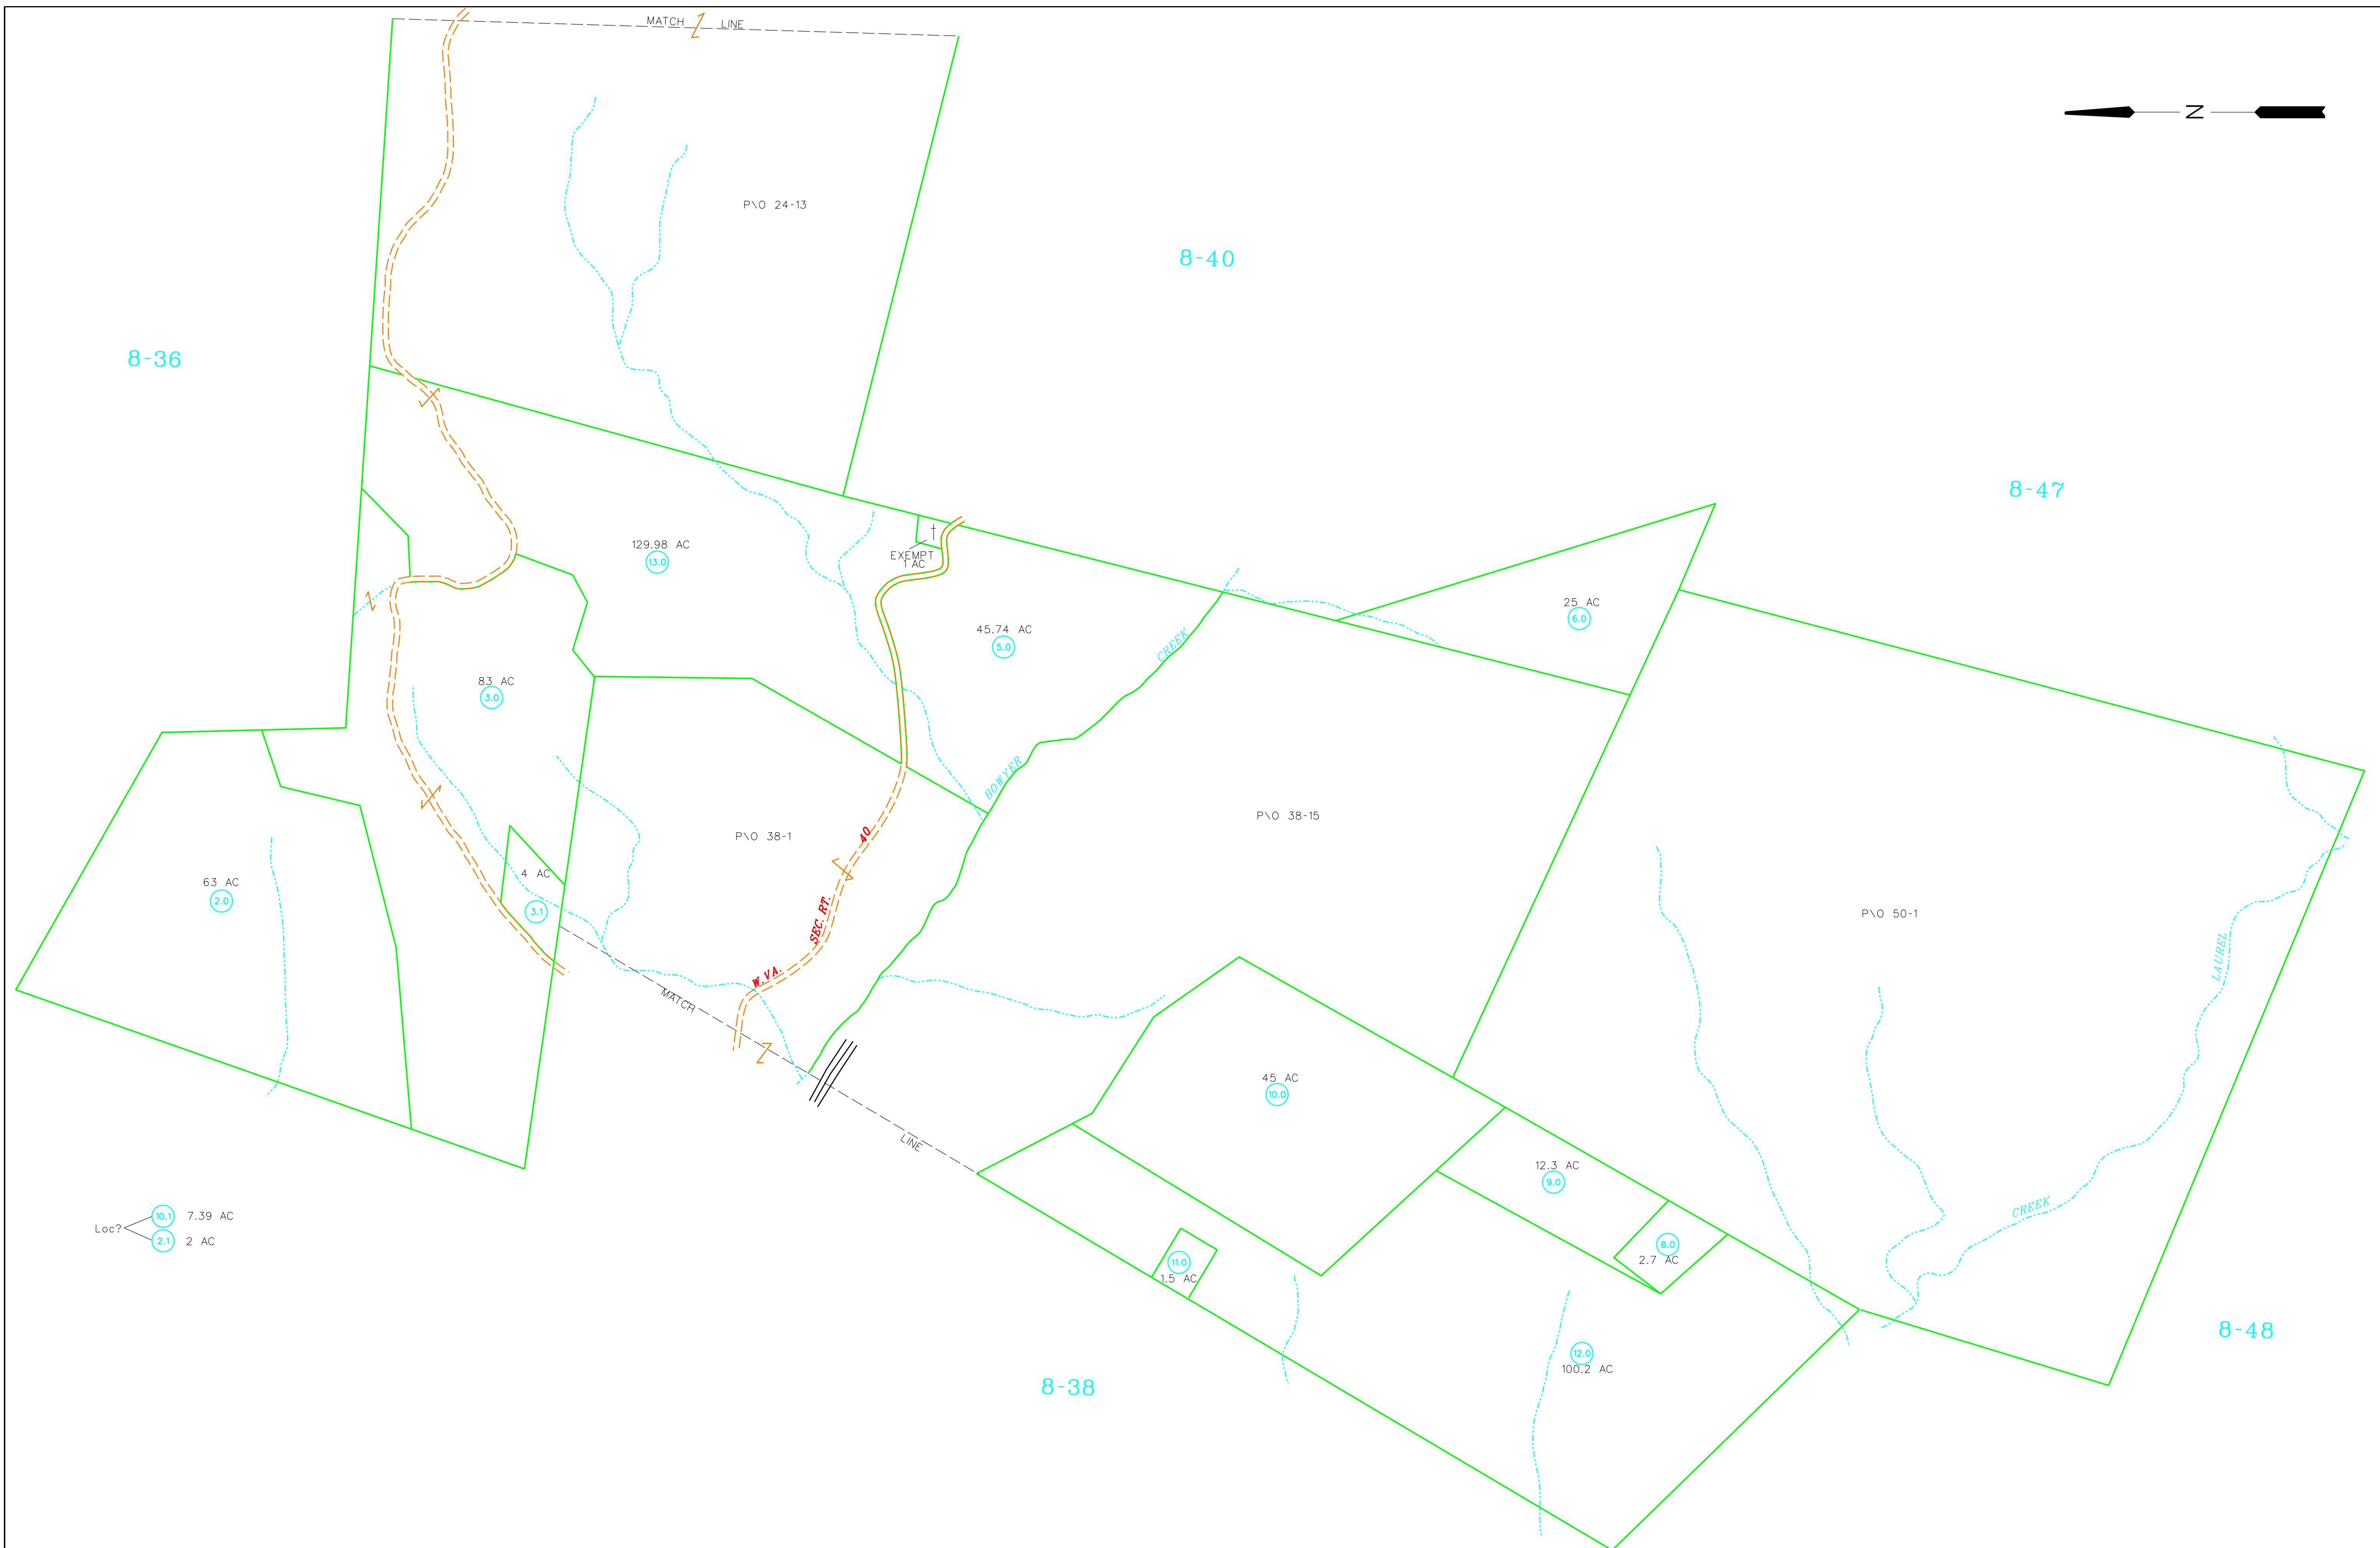 MATCH LINE
N
P\O 24-13
8-40
8-36
8-47
129.98 AC
13.0
EXEMPT
1 AC
25 AC
6.0
45.74 AC
5.0
CREEK
BOWYER
83 AC
3.0
P\O 38-15
P\O 38-1
W.VA. SEC. RT. 40
4 AC
3.1
63 AC
2.0
P\O 50-1
LAUREL
CREEK
MATCH
LINE
45 AC
10.0
12.3 AC
9.0
8.0
2.7 AC
11.0
1.5 AC
Loc?
10.1 7.39 AC
2.1 2 AC
12.0
100.2 AC
8-38
8-48